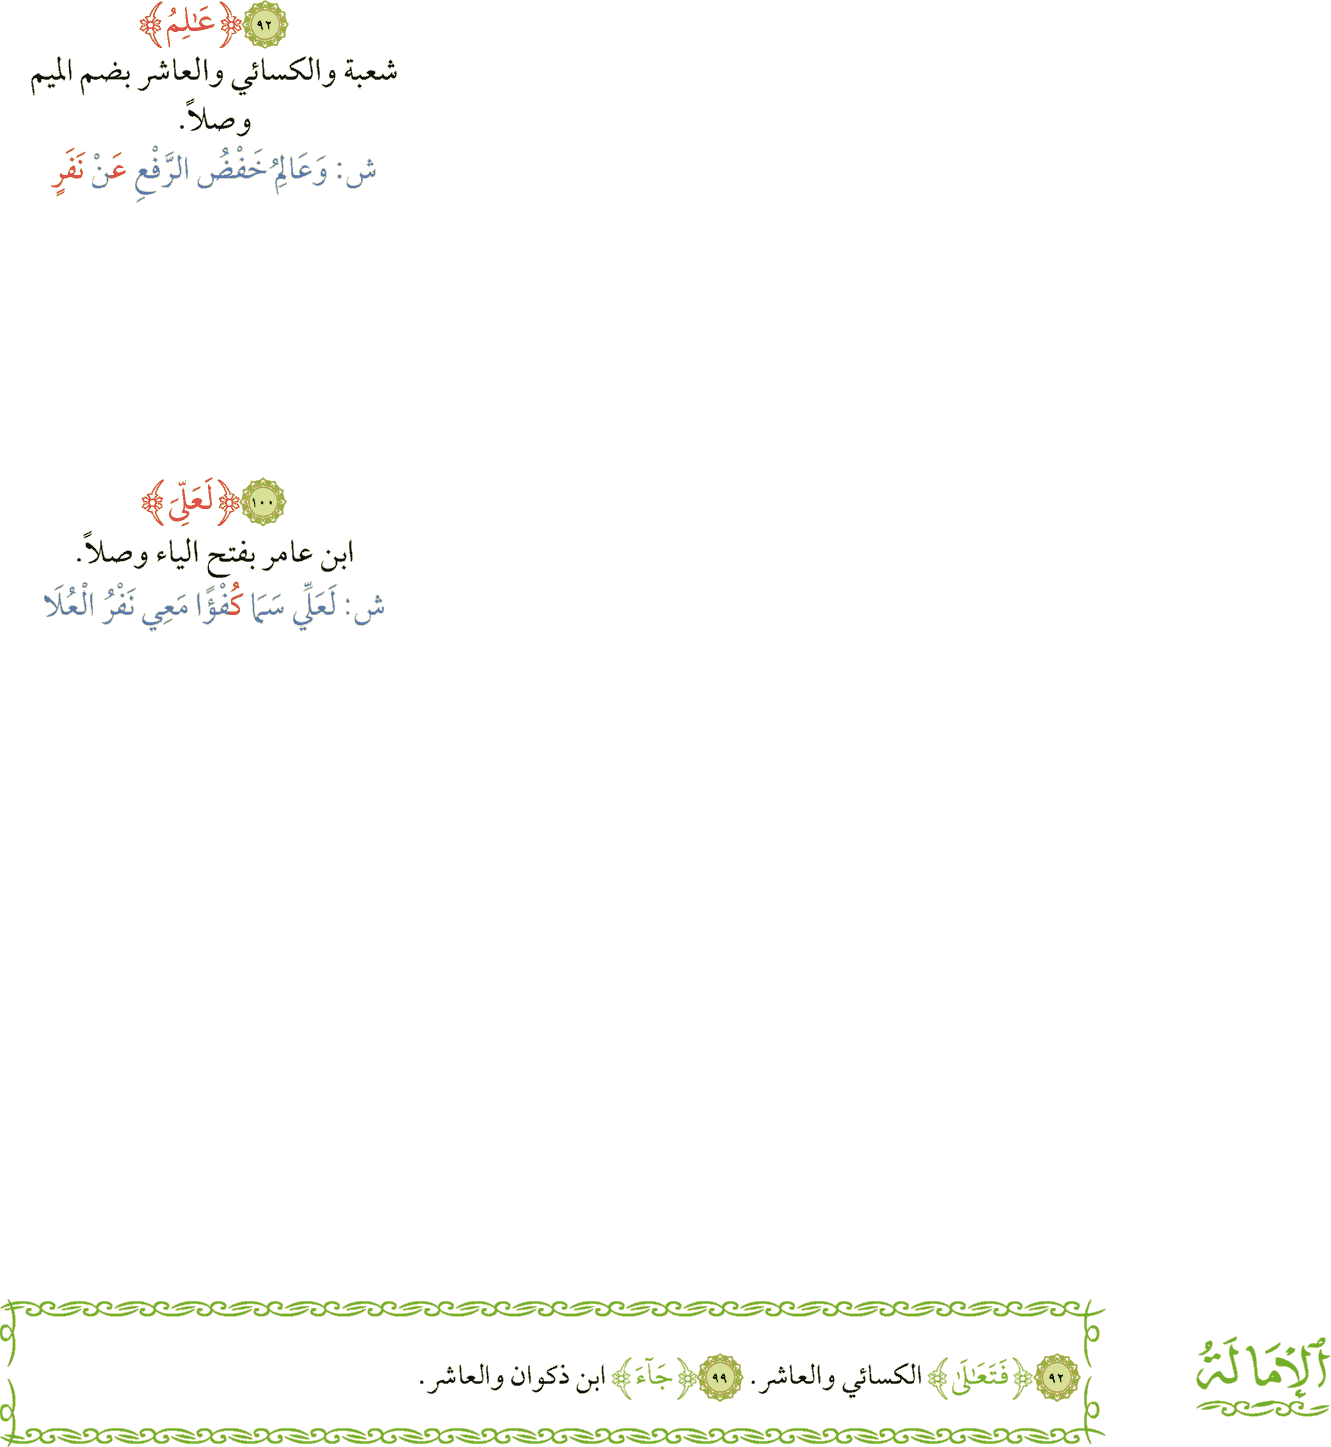 ٩٢ ﴿عَٰلِمُ﴾
شعبة والكسائي والعاشر بضم الميم
وصلاً.
ش: وَعَالِمُ خَفْضُ الرَّفْعِ عَنْ نَفَرٍ
١٠٠ ﴿لَعَلِّيَ﴾
ابن عامر بفتح الياء وصلاً.
ش: لَعَلِّي سَمَا كُفْؤًا مَعِي نَفْرُ الْعُلَا
ٱلْإِمَالَةُ
٩٢ ﴿فَتَعَٰلَىٰ﴾ الكسائي والعاشر. ٩٩ ﴿جَآءَ﴾ ابن ذكوان والعاشر.